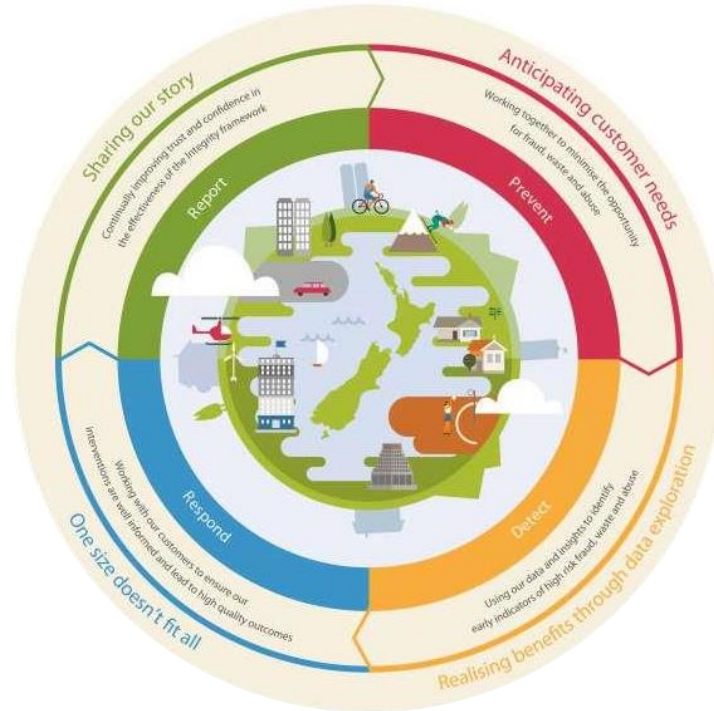 Sharing our story
Continually improving trust and confidence in
the effectiveness of the Integrity framework
Report
Anticipating customer needs
Working together to minimise the opportunity
for fraud, waste and abuse
Prevent
Detect
Using our data and insights to identify
early indicators of high risk fraud, waste and abuse
Realising benefits through data exploration
Respond
Working with our customers to ensure our
interventions are well informed and lead to high quality outcomes
One size doesn't fit all